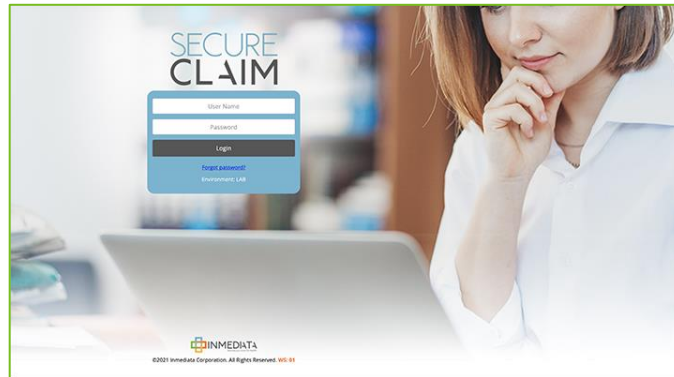 SECURE
CLAIM
User Name
Password
Login
Forgot password?
Environment: LAB
INMEDIATA
©2021 Inmediata Corporation. All Rights Reserved. WS: 61